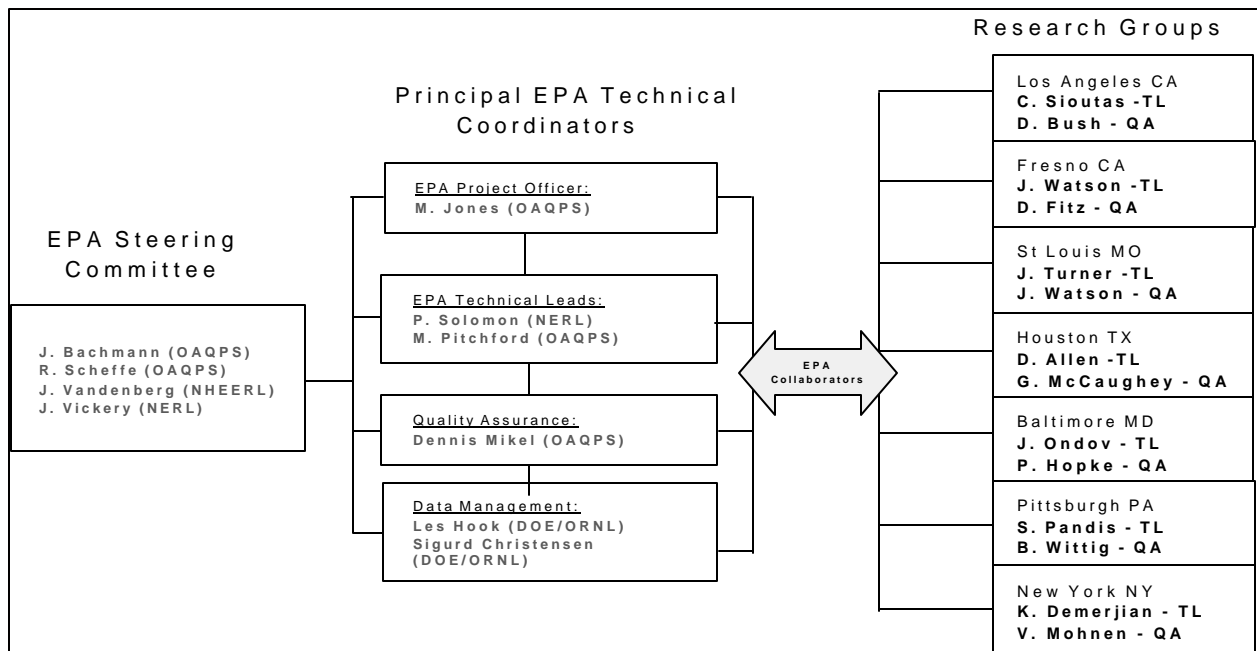 EPA Steering
Committee
J. Bachmann (OAQPS)
R. Scheffe (OAQPS)
J. Vandenberg (NHEERL)
J. Vickery (NERL)
Principal EPA Technical
Coordinators
EPA Project Officer:
M. Jones (OAQPS)
EPA Technical Leads:
P. Solomon (NERL)
M. Pitchford (OAQPS)
Quality Assurance:
Dennis Mikel (OAQPS)
Data Management:
Les Hook (DOE/ORNL)
Sigurd Christensen
(DOE/ORNL)
EPA
Collaborators
Research Groups
Los Angeles CA
C. Sioutas -TL
D. Bush - QA
Fresno CA
J. Watson -TL
D. Fitz - QA
St Louis MO
J. Turner -TL
J. Watson - QA
Houston TX
D. Allen -TL
G. McCaughey - QA
Baltimore MD
J. Ondov - TL
P. Hopke - QA
Pittsburgh PA
S. Pandis - TL
B. Wittig - QA
New York NY
K. Demerjian - TL
V. Mohnen - QA